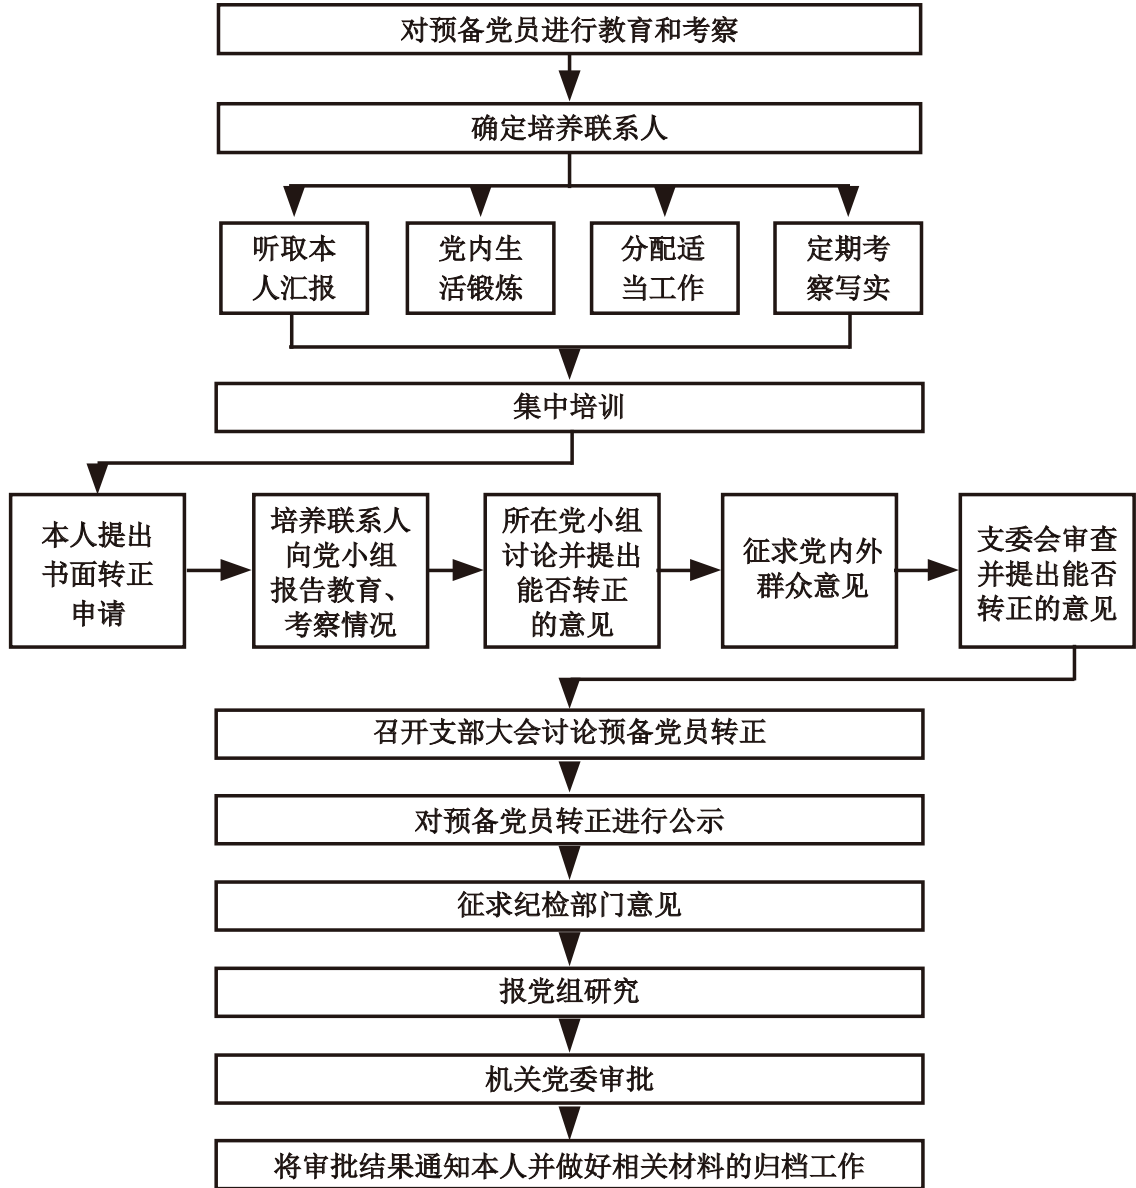 对预备党员进行教育和考察
确定培养联系人
听取本
人汇报
党内生
活锻炼
分配适
当工作
定期考
察写实
集中培训
本人提出
书面转正
申请
培养联系人
向党小组
报告教育、
考察情况
所在党小组
讨论并提出
能否转正
的意见
征求党内外
群众意见
支委会审查
并提出能否
转正的意见
召开支部大会讨论预备党员转正
对预备党员转正进行公示
征求纪检部门意见
报党组研究
机关党委审批
将审批结果通知本人并做好相关材料的归档工作